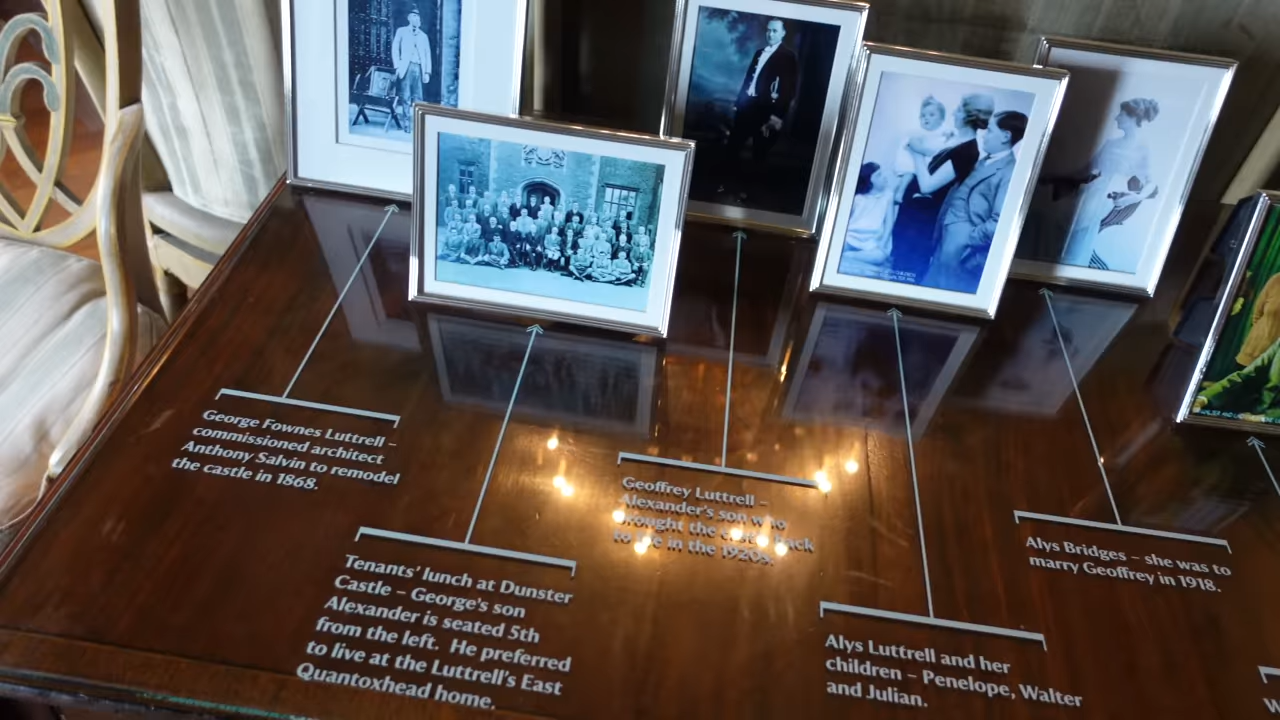 George Fownes Luttrell –
commissioned architect
Anthony Salvin to remodel
the castle in 1868.
Tenants' lunch at Dunster
Castle – George's son
Alexander is seated 5th
from the left. He preferred
to live at the Luttrell's East
Quantoxhead home.
Geoffrey Luttrell –
Alexander's son who
brought the castle back
to life in the 1920s.
Alys Luttrell and her
children – Penelope, Walter
and Julian.
Alys Bridges – she was to
marry Geoffrey in 1918.